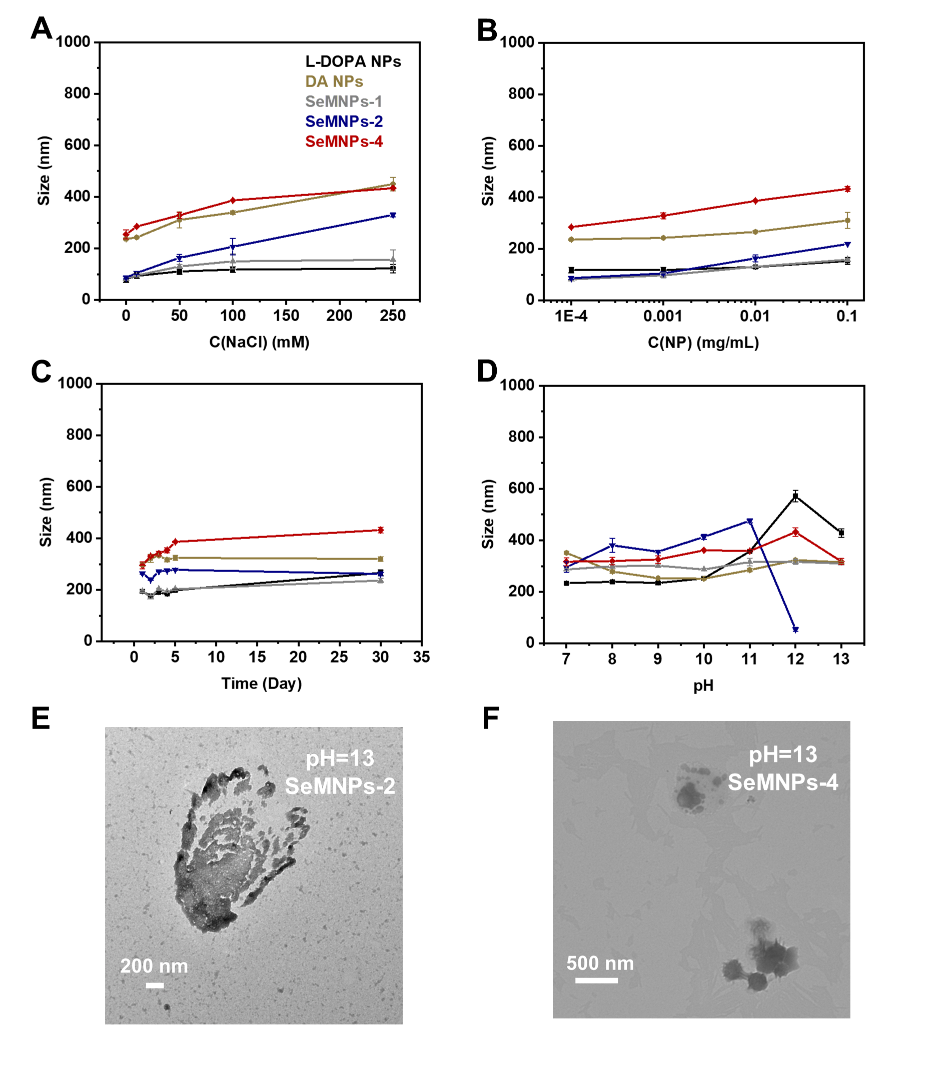 A
1000
800
600
400
200
0
Size (nm)
L-DOPA NPs
DA NPs
SeMNPs-1
SeMNPs-2
SeMNPs-4
0 50 100 150 200 250
C(NaCl) (mM)
B
1000
800
600
400
200
0
Size (nm)
1E-4 0.001 0.01 0.1
C(NP) (mg/mL)
C
1000
800
600
400
200
0
Size (nm)
0 5 10 15 20 25 30 35
Time (Day)
D
1000
800
600
400
200
0
Size (nm)
7 8 9 10 11 12 13
pH
E
pH=13
SeMNPs-2
200 nm
F
pH=13
SeMNPs-4
500 nm